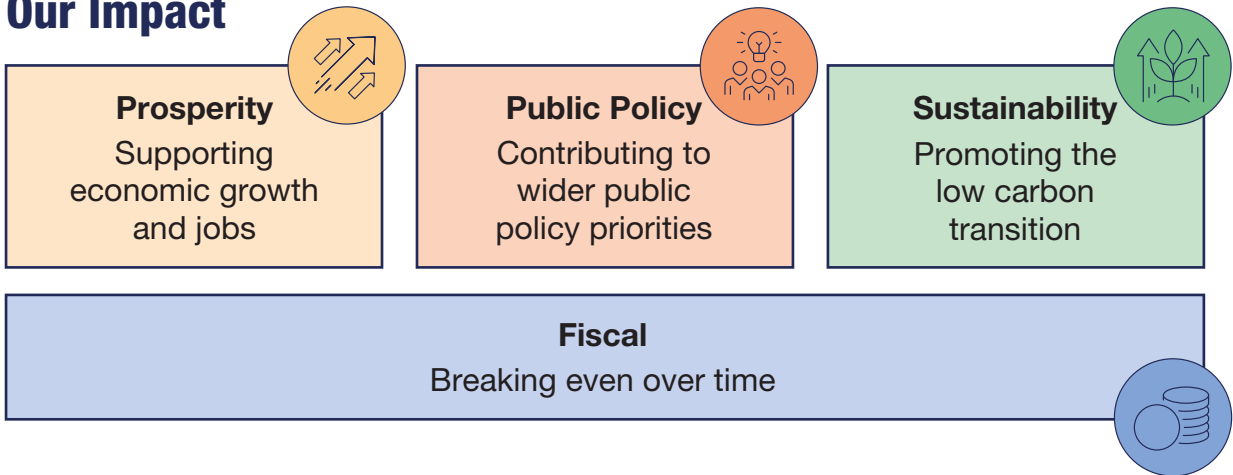 Our Impact
Prosperity
Supporting
economic growth
and jobs
Public Policy
Contributing to
wider public
policy priorities
Sustainability
Promoting the
low carbon
transition
Fiscal
Breaking even over time